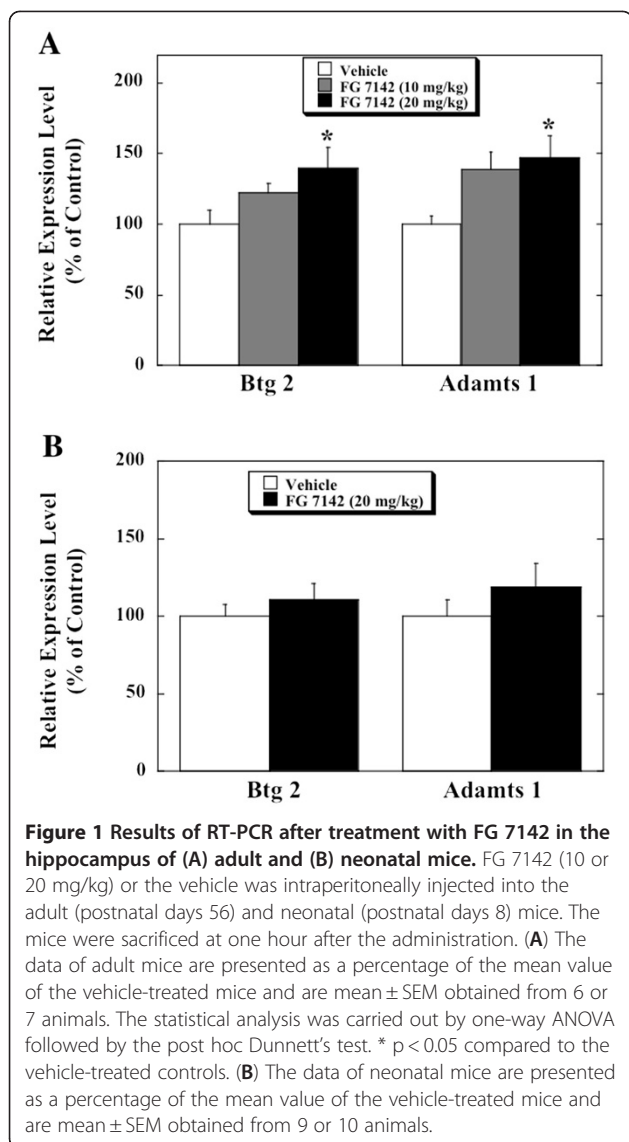 A
Relative Expression Level
(% of Control)
200
150
100
50
0
Vehicle
FG 7142 (10 mg/kg)
FG 7142 (20 mg/kg)
*
*
Btg 2
Adamts 1
B
Relative Expression Level
(% of Control)
200
150
100
50
0
Vehicle
FG 7142 (20 mg/kg)
Btg 2
Adamts 1
Figure 1 Results of RT-PCR after treatment with FG 7142 in the
hippocampus of (A) adult and (B) neonatal mice. FG 7142 (10 or
20 mg/kg) or the vehicle was intraperitoneally injected into the
adult (postnatal days 56) and neonatal (postnatal days 8) mice. The
mice were sacrificed at one hour after the administration. (A) The
data of adult mice are presented as a percentage of the mean value
of the vehicle-treated mice and are mean ± SEM obtained from 6 or
7 animals. The statistical analysis was carried out by one-way ANOVA
followed by the post hoc Dunnett's test. * p < 0.05 compared to the
vehicle-treated controls. (B) The data of neonatal mice are presented
as a percentage of the mean value of the vehicle-treated mice and
are mean ± SEM obtained from 9 or 10 animals.